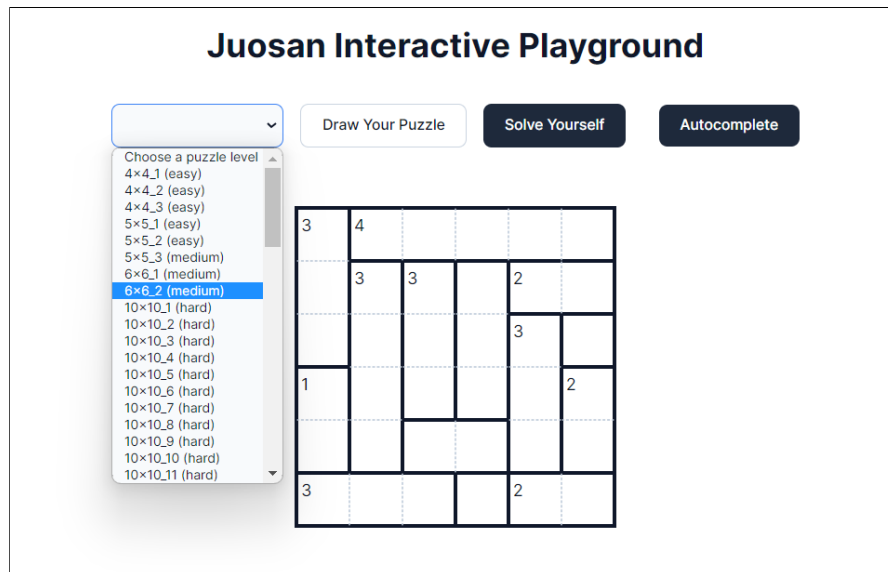 Juosan Interactive Playground
Draw Your Puzzle
Solve Yourself
Autocomplete
Choose a puzzle level
4×4_1 (easy)
4×4_2 (easy)
4×4_3 (easy)
5×5_1 (easy)
5×5_2 (easy)
5×5_3 (medium)
6×6_1 (medium)
6×6_2 (medium)
10×10_1 (hard)
10×10_2 (hard)
10×10_3 (hard)
10×10_4 (hard)
10×10_5 (hard)
10×10_6 (hard)
10×10_7 (hard)
10×10_8 (hard)
10×10_9 (hard)
10×10_10 (hard)
10×10_11 (hard)
3 4
3 3 2
3
1 2
3 2